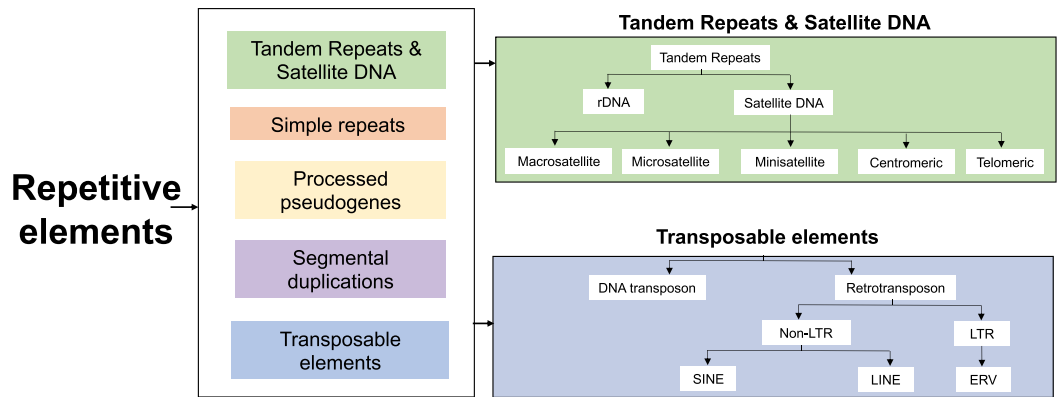 Repetitive
elements
Tandem Repeats &
Satellite DNA
Simple repeats
Processed
pseudogenes
Segmental
duplications
Transposable
elements
Tandem Repeats & Satellite DNA
Tandem Repeats
rDNA
Satellite DNA
Macrosatellite
Microsatellite
Minisatellite
Centromeric
Telomeric
Transposable elements
DNA transposon
Retrotransposon
Non-LTR
LTR
SINE
LINE
ERV